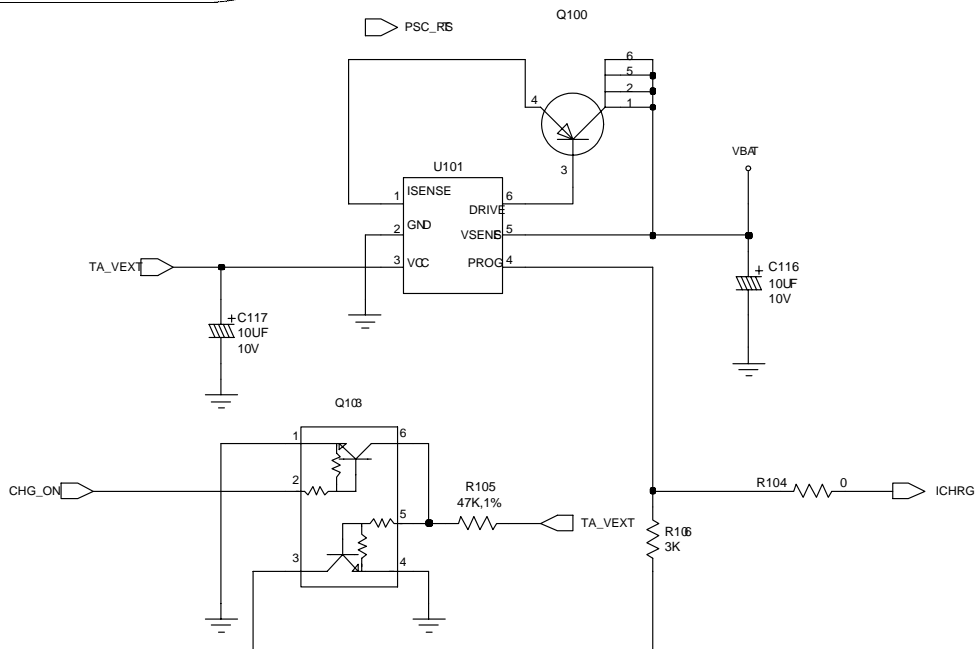 Q100
PSC_RTS
6
5
2
1
4
3
U101
VBAT
1 ISENSE
DRIVE 6
2 GND
VSENSE 5
TA_VEXT
3 VCC
PROG 4
+ C116
10UF
10V
+ C117
10UF
10V
Q103
1
6
2
CHG_ON
R105
47K,1%
R104 0
ICHRG
5
TA_VEXT
R106
3K
3
4